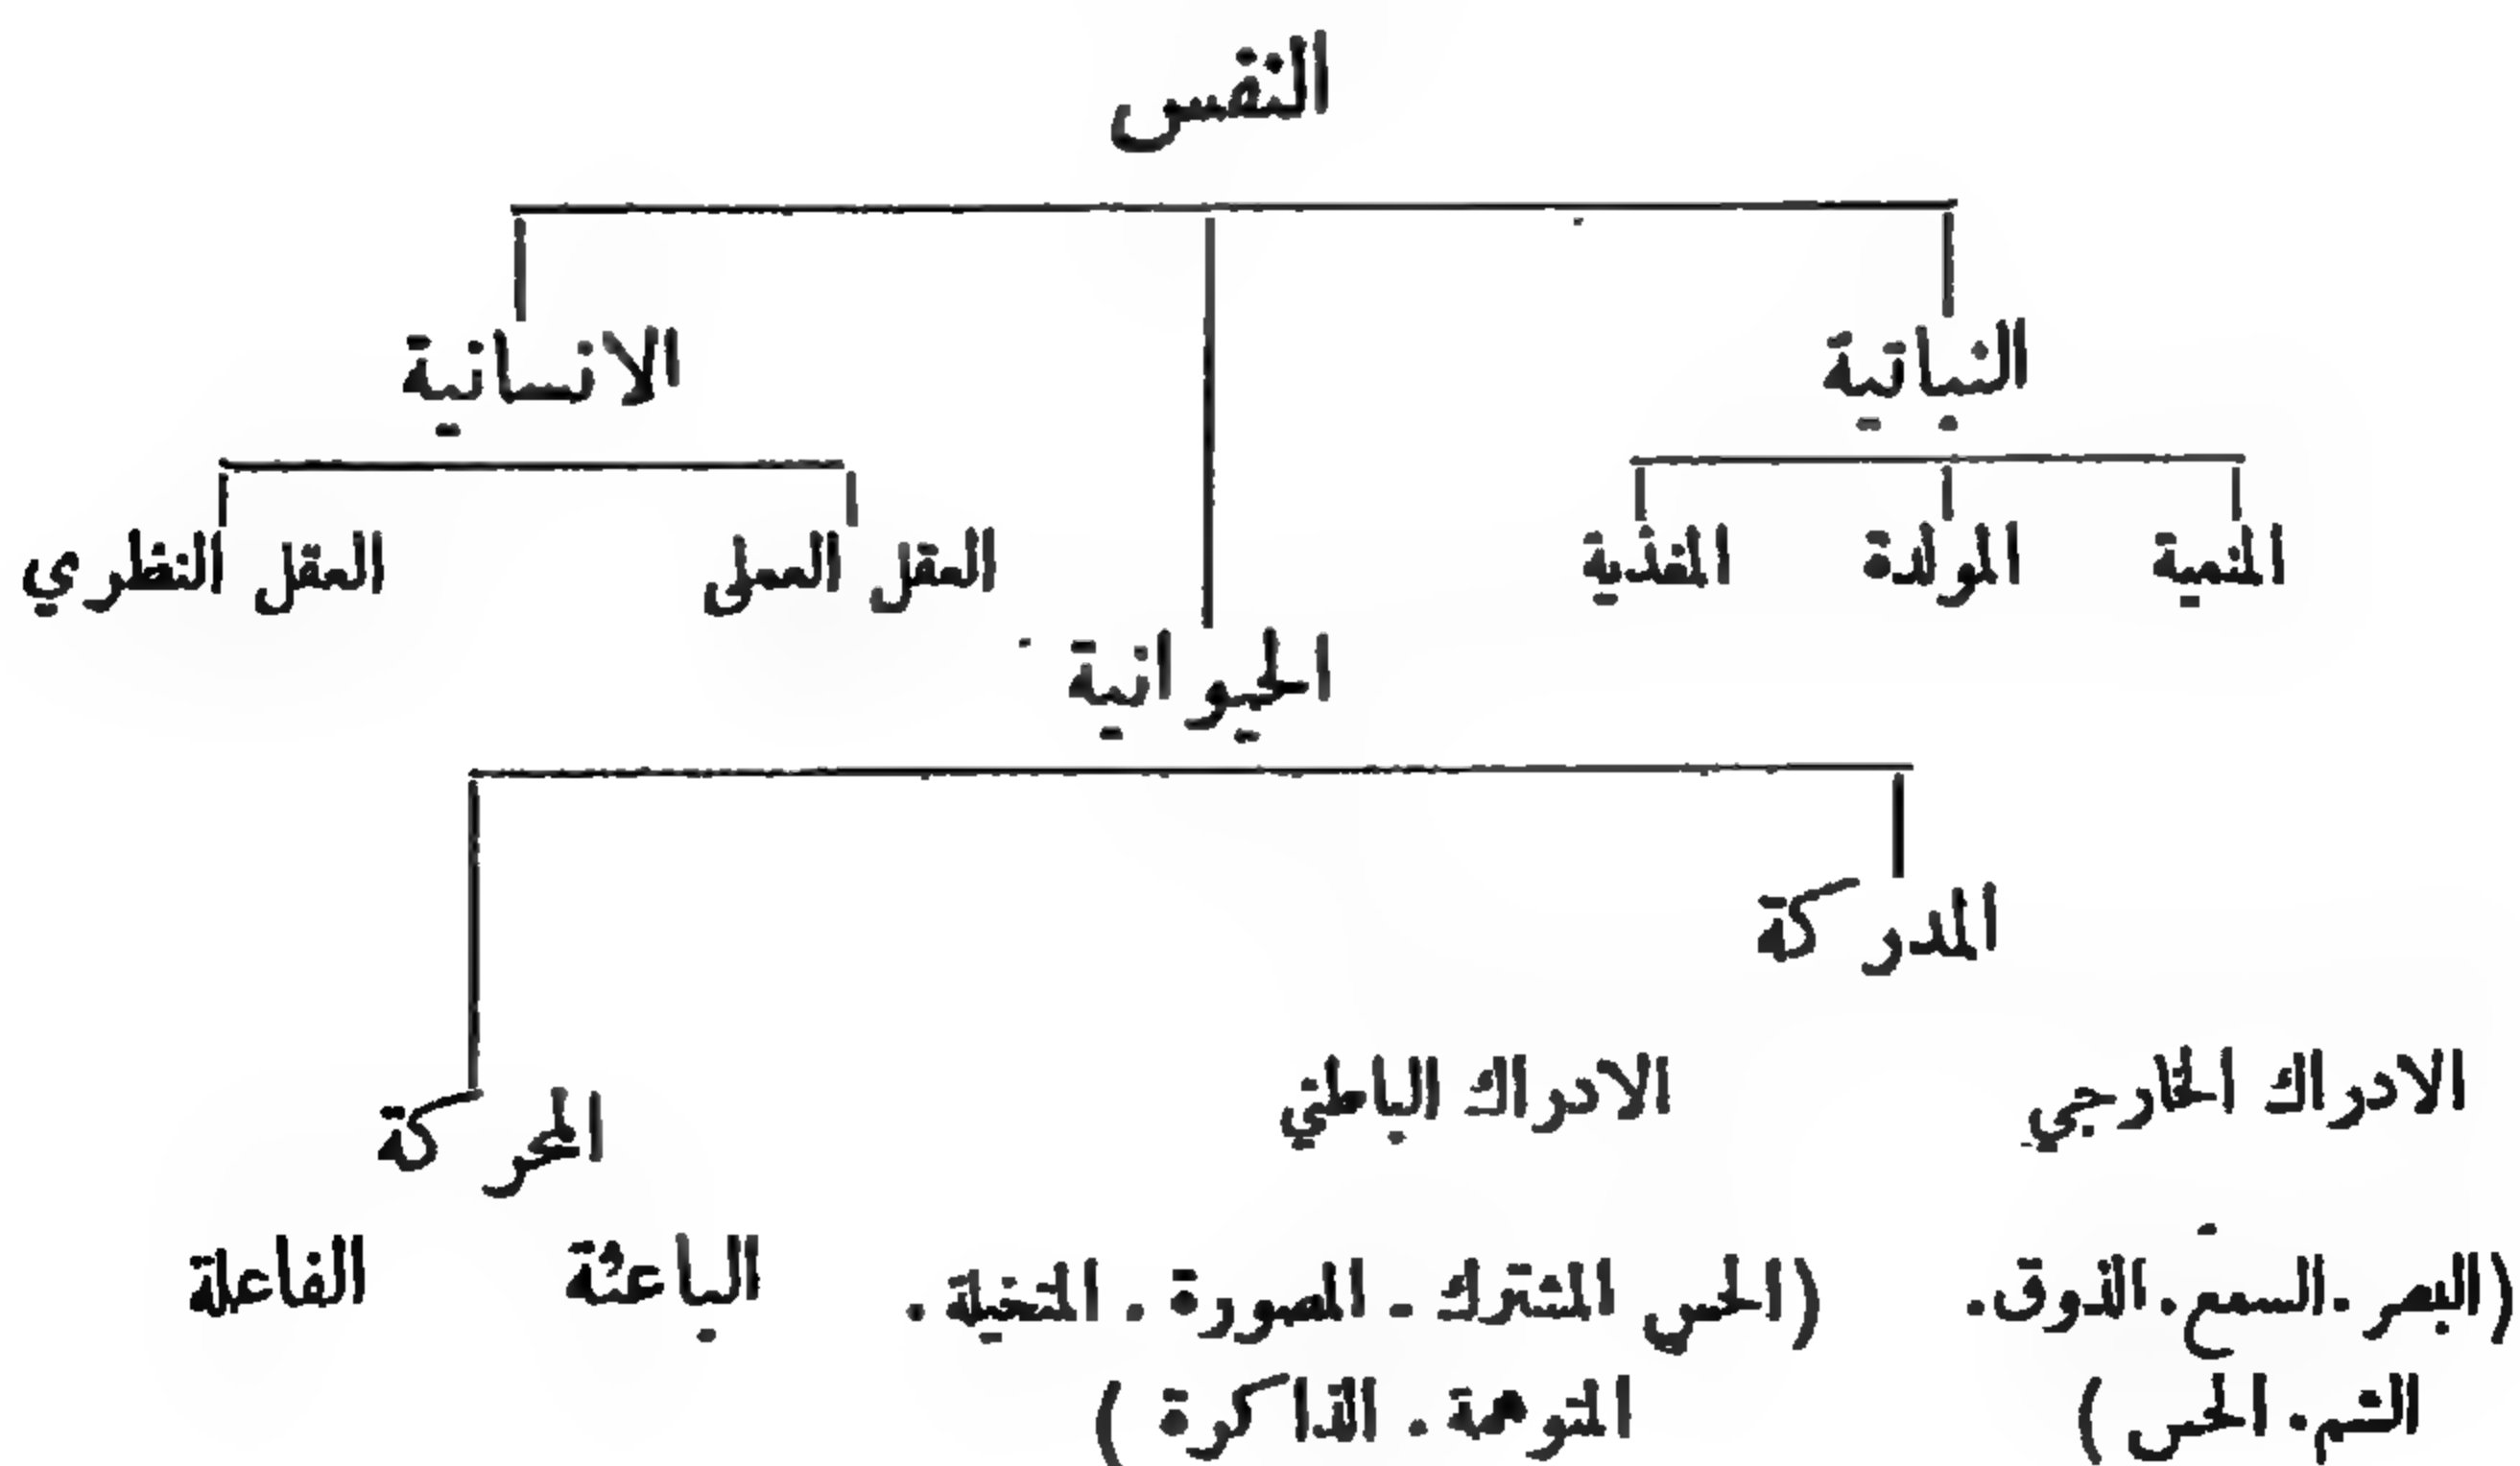 النفس
النباتية
الانسانية
المنمية
المولدة
المغذية
العقل العملى
العقل النظري
الحيوانية
المدركة
المحركة
الادراك الخارجي
(البصر . السمع . الذوق .
الشم . الحس )
الادراك الباطني
(الحس المشترك - المصورة . المتخيلة .
المتوهمة . الذاكرة )
الباعثة
الفاعلة